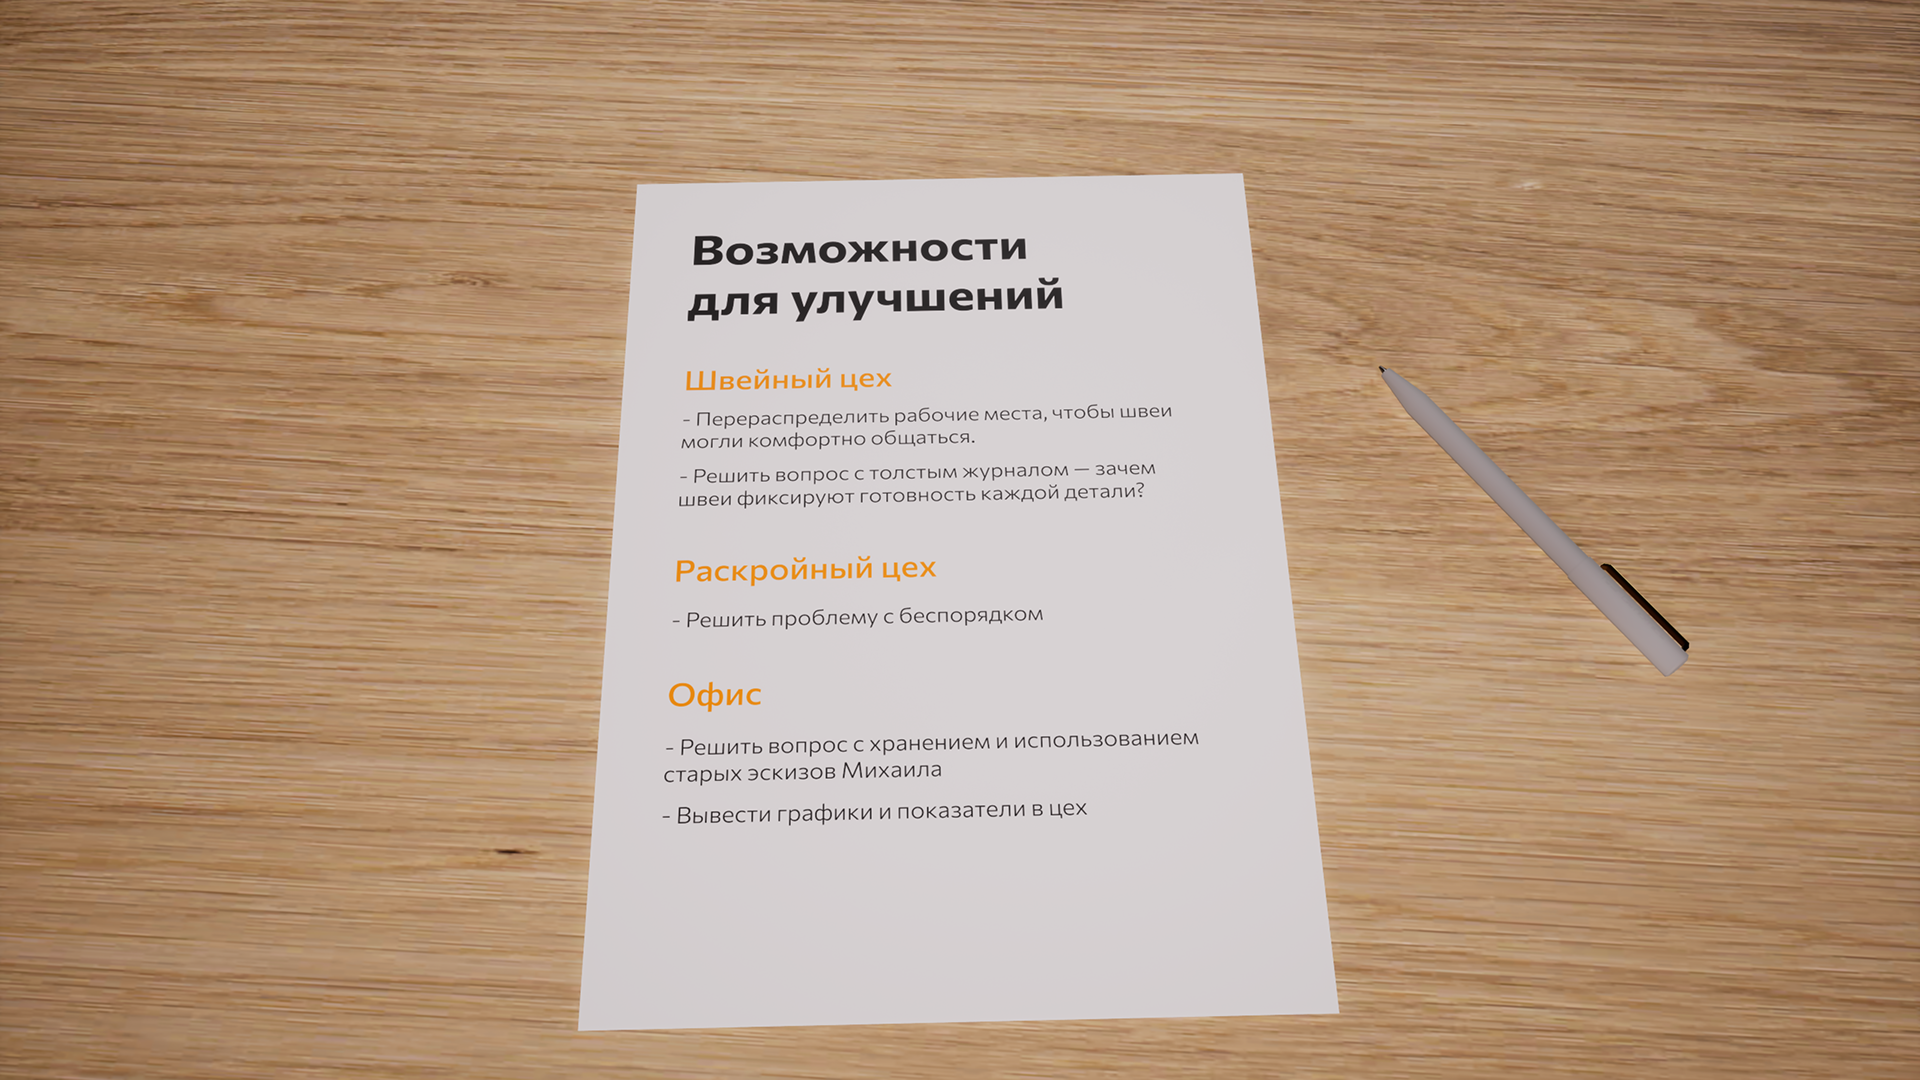 Возможности
для улучшений
Швейный цех
- Перераспределить рабочие места, чтобы швеи
могли комфортно общаться.
- Решить вопрос с толстым журналом — зачем
швеи фиксируют готовность каждой детали?
Раскройный цех
- Решить проблему с беспорядком
Офис
- Решить вопрос с хранением и использованием
старых эскизов Михаила
- Вывести графики и показатели в цех